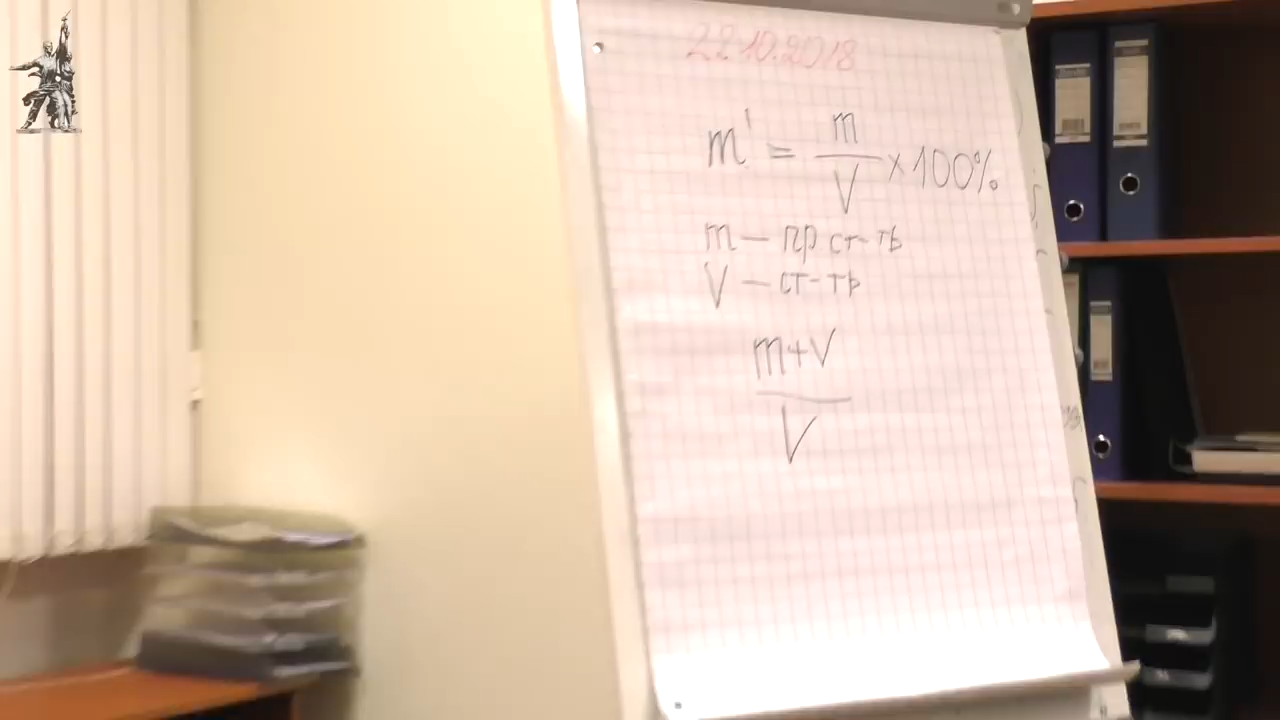 22.10.2018
m' = m/V × 100%
m — пр ст-ть
V — ст-ть
m+V
V